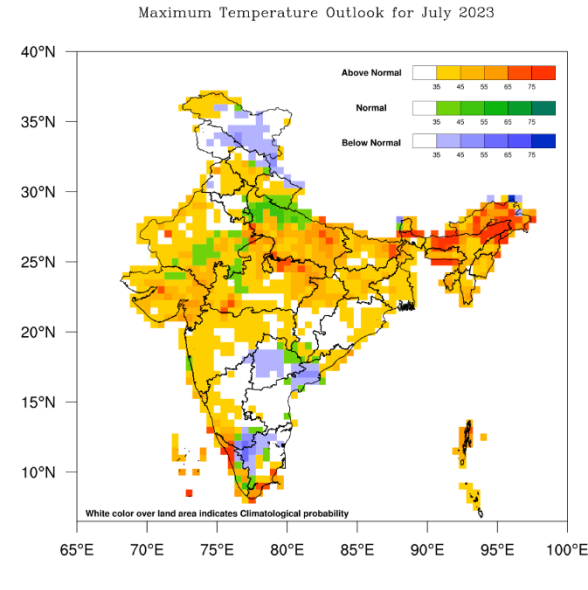 Maximum Temperature Outlook for July 2023
40°N
Above Normal
35 45 55 65 75
Normal
35 45 55 65 75
35°N
Below Normal
35 45 55 65 75
30°N
25°N
20°N
15°N
10°N
White color over land area indicates Climatological probability
65°E 70°E 75°E 80°E 85°E 90°E 95°E 100°E